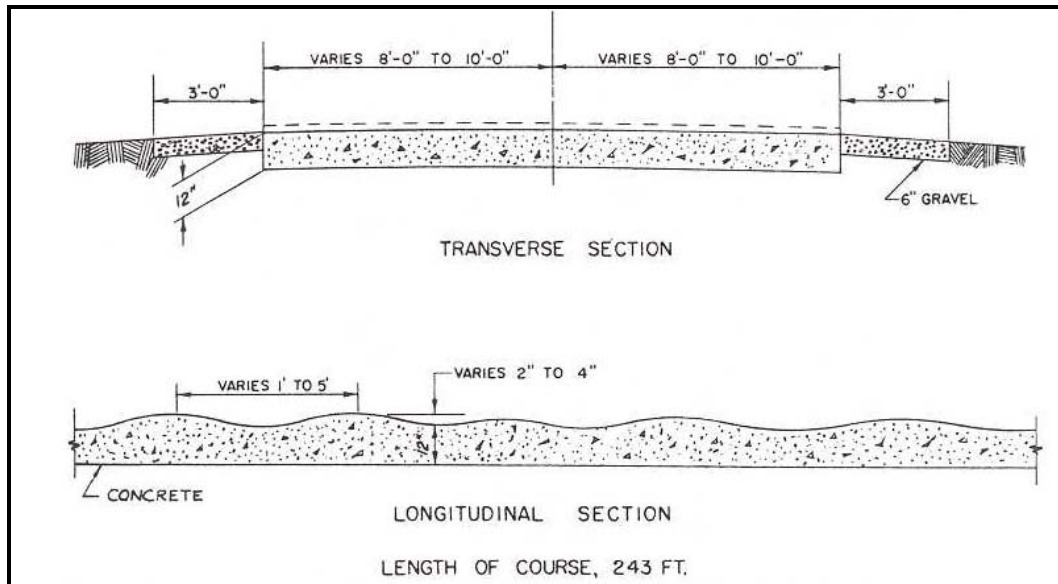 VARIES 8'-0" TO 10'-0"
VARIES 8'-0" TO 10'-0"
3'-0"
3'-0"
12"
6" GRAVEL
TRANSVERSE SECTION
VARIES 2" TO 4"
VARIES 1' TO 5'
12"
CONCRETE
LONGITUDINAL SECTION
LENGTH OF COURSE, 243 FT.